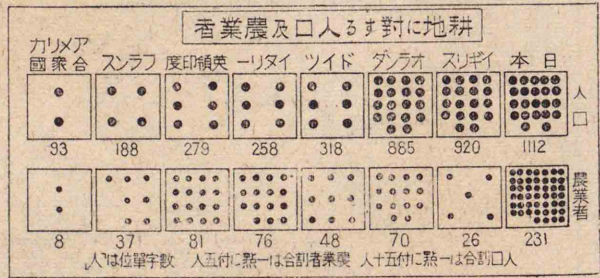 耕地に對する人口及農業者
日本 イギリス オランダ ドイツ イタリー 英領印度 フランス アメリカ合衆國
人口
1112 920 885 318 258 279 188 93
農業者
231 26 70 48 76 81 37 8
人口割合は一點に付五十人 農業者割合は一點に付五人 數字單位は人